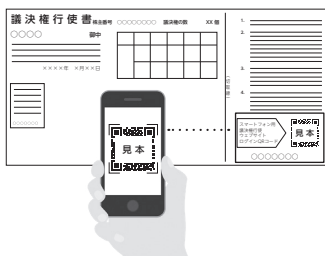 議決権行使書 株主番号 ○○○○○○○○ 議決権の数 XX 個
○○○○ 御中
××××年 ×月××日
○○○○○○○
1.
2.
3.
4.
スマートフォン用
議決権行使
ウェブサイト
ログインQRコード
見本
○○○○○○○
見本